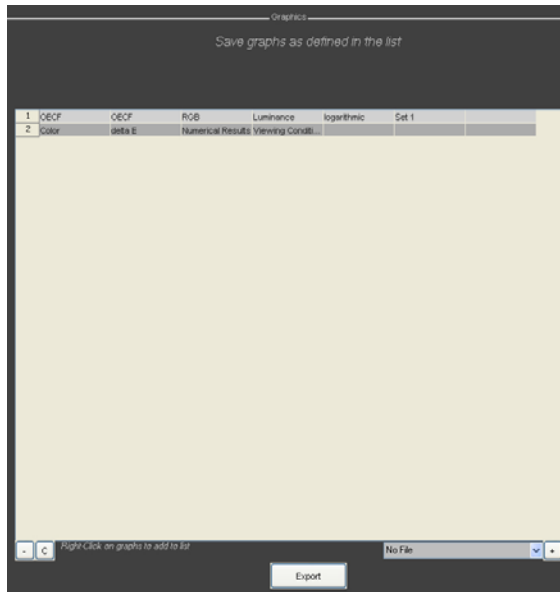 Graphics
Save graphs as defined in the list
1 OECF OECF RGB Luminance logarithmic Set 1
2 Color delta E Numerical Results Viewing Conditi...
- C Right-Click on graphs to add to list No File +
Export